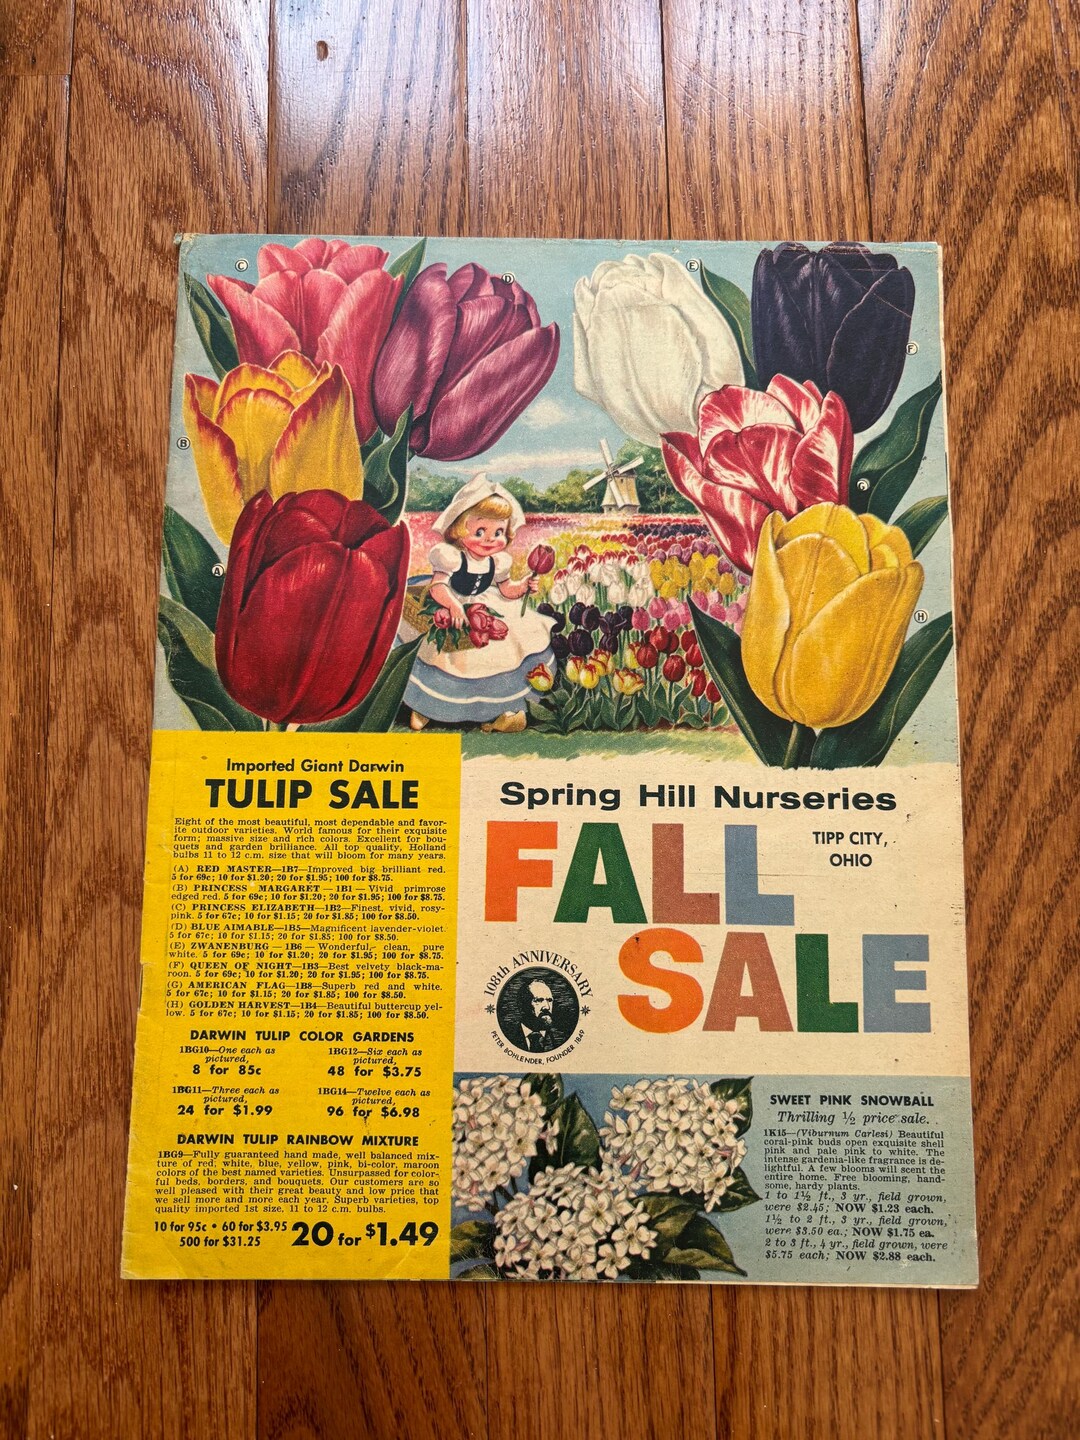 C
D
E
F
B
G
A
H
Imported Giant Darwin
TULIP SALE
Eight of the most beautiful, most dependable and favor-
ite outdoor varieties. World famous for their exquisite
form; massive size and rich colors. Excellent for bou-
quets and garden brilliance. All top quality, Holland
bulbs 11 to 12 c.m. size that will bloom for many years.
(A) RED MASTER—1B7—Improved big brilliant red.
5 for 69c; 10 for $1.20; 20 for $1.95; 100 for $8.75.
(B) PRINCESS MARGARET — 1B1 — Vivid primrose
edged red. 5 for 69c; 10 for $1.20; 20 for $1.95; 100 for $8.75.
(C) PRINCESS ELIZABETH—1B2—Finest, vivid, rosy-
pink. 5 for 67c; 10 for $1.15; 20 for $1.85; 100 for $8.50.
(D) BLUE AIMABLE—1B5—Magnificent lavender-violet.
5 for 67c; 10 for $1.15; 20 for $1.85; 100 for $8.50.
(E) ZWANENBURG — 1B6 — Wonderful, clean, pure
white. 5 for 69c; 10 for $1.20; 20 for $1.95; 100 for $8.75.
(F) QUEEN OF NIGHT—1B3—Best velvety black-ma-
roon. 5 for 69c; 10 for $1.20; 20 for $1.95; 100 for $8.75.
(G) AMERICAN FLAG—1B8—Superb red and white.
5 for 67c; 10 for $1.15; 20 for $1.85; 100 for $8.50.
(H) GOLDEN HARVEST—1B4—Beautiful buttercup yel-
low. 5 for 67c; 10 for $1.15; 20 for $1.85; 100 for $8.50.
DARWIN TULIP COLOR GARDENS
1BG10—One each as
pictured,
8 for 85c
1BG12—Six each as
pictured,
48 for $3.75
1BG11—Three each as
pictured,
24 for $1.99
1BG14—Twelve each as
pictured,
96 for $6.98
DARWIN TULIP RAINBOW MIXTURE
1BG9—Fully guaranteed hand made, well balanced mix-
ture of red, white, blue, yellow, pink, bi-color, maroon
colors of the best named varieties. Unsurpassed for color-
ful beds, borders, and bouquets. Our customers are so
well pleased with their great beauty and low price that
we sell more and more each year. Superb varieties, top
quality imported 1st size, 11 to 12 c.m. bulbs.
10 for 95c • 60 for $3.95
500 for $31.25
20 for $1.49
Spring Hill Nurseries
FALL
TIPP CITY,
OHIO
SALE
108th ANNIVERSARY
PETER BOHLENDER, FOUNDER 1849
SWEET PINK SNOWBALL
Thrilling ½ price sale.
1K15—(Viburnum Carlesi) Beautiful
coral-pink buds open exquisite shell
pink and pale pink to white. The
intense gardenia-like fragrance is de-
lightful. A few blooms will scent the
entire home. Free blooming, hand-
some, hardy plants.
1 to 1½ ft., 3 yr., field grown,
were $2.45; NOW $1.23 each.
1½ to 2 ft., 3 yr., field grown,
were $3.50 ea.; NOW $1.75 ea.
2 to 3 ft., 4 yr., field grown, were
$5.75 each; NOW $2.88 each.